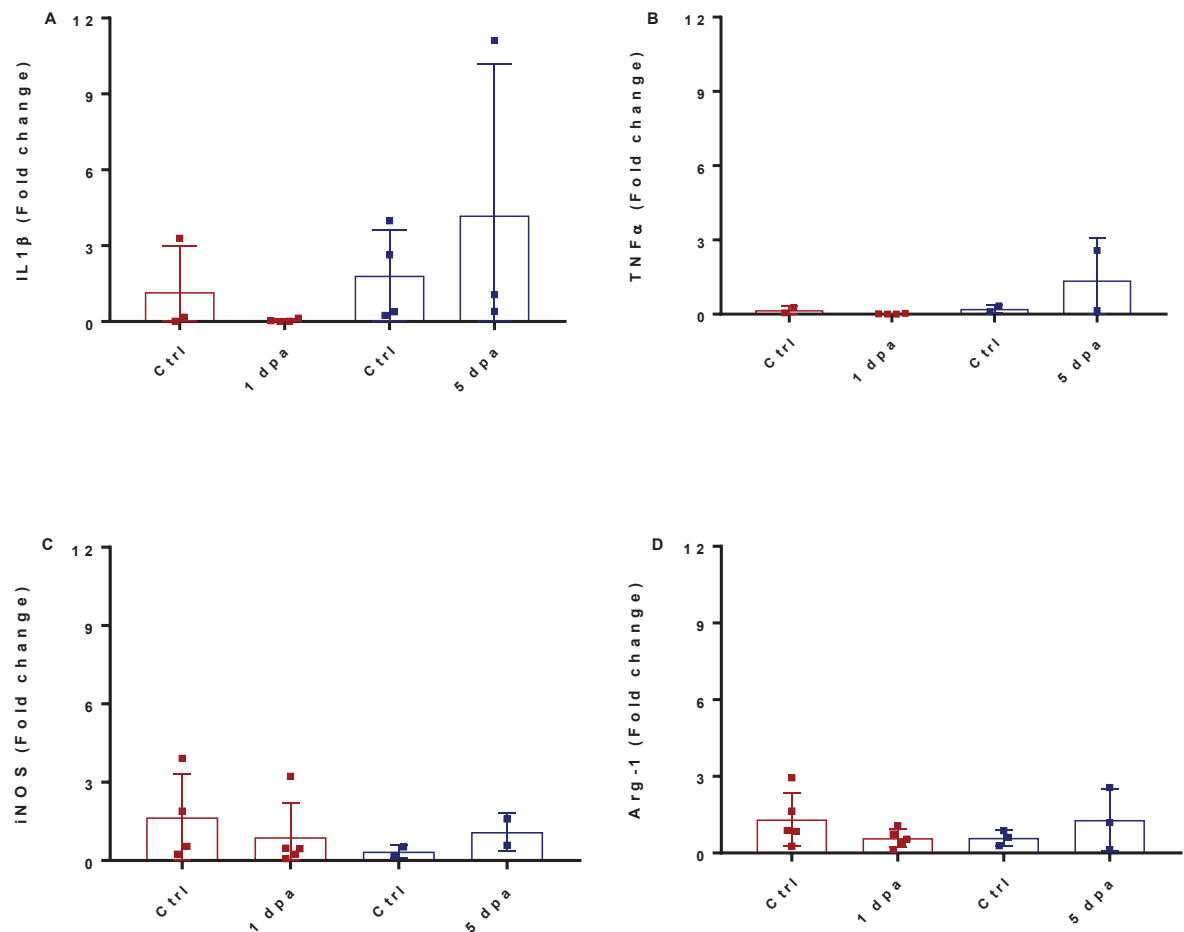 A
IL1β (Fold change)
12
9
6
3
0
Ctrl
1 dpa
Ctrl
5 dpa
B
TNFα (Fold change)
12
9
6
3
0
Ctrl
1 dpa
Ctrl
5 dpa
C
iNOS (Fold change)
12
9
6
3
0
Ctrl
1 dpa
Ctrl
5 dpa
D
Arg-1 (Fold change)
12
9
6
3
0
Ctrl
1 dpa
Ctrl
5 dpa